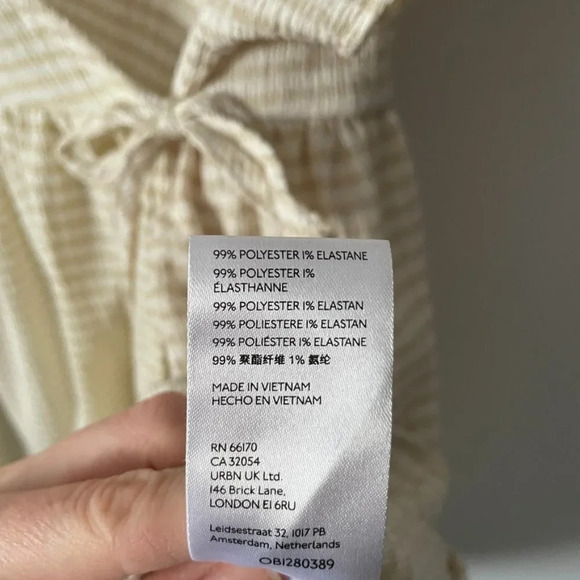 99% POLYESTER 1% ELASTANE
99% POLYESTER 1%
ÉLASTHANNE
99% POLYESTER 1% ELASTAN
99% POLIESTERE 1% ELASTAN
99% POLIÉSTER 1% ELASTANE
99% 聚酯纤维 1% 氨纶
MADE IN VIETNAM
HECHO EN VIETNAM
RN 66170
CA 32054
URBN UK Ltd.
146 Brick Lane,
LONDON E1 6RU
Leidsestraat 32, 1017 PB
Amsterdam, Netherlands
OB1280389